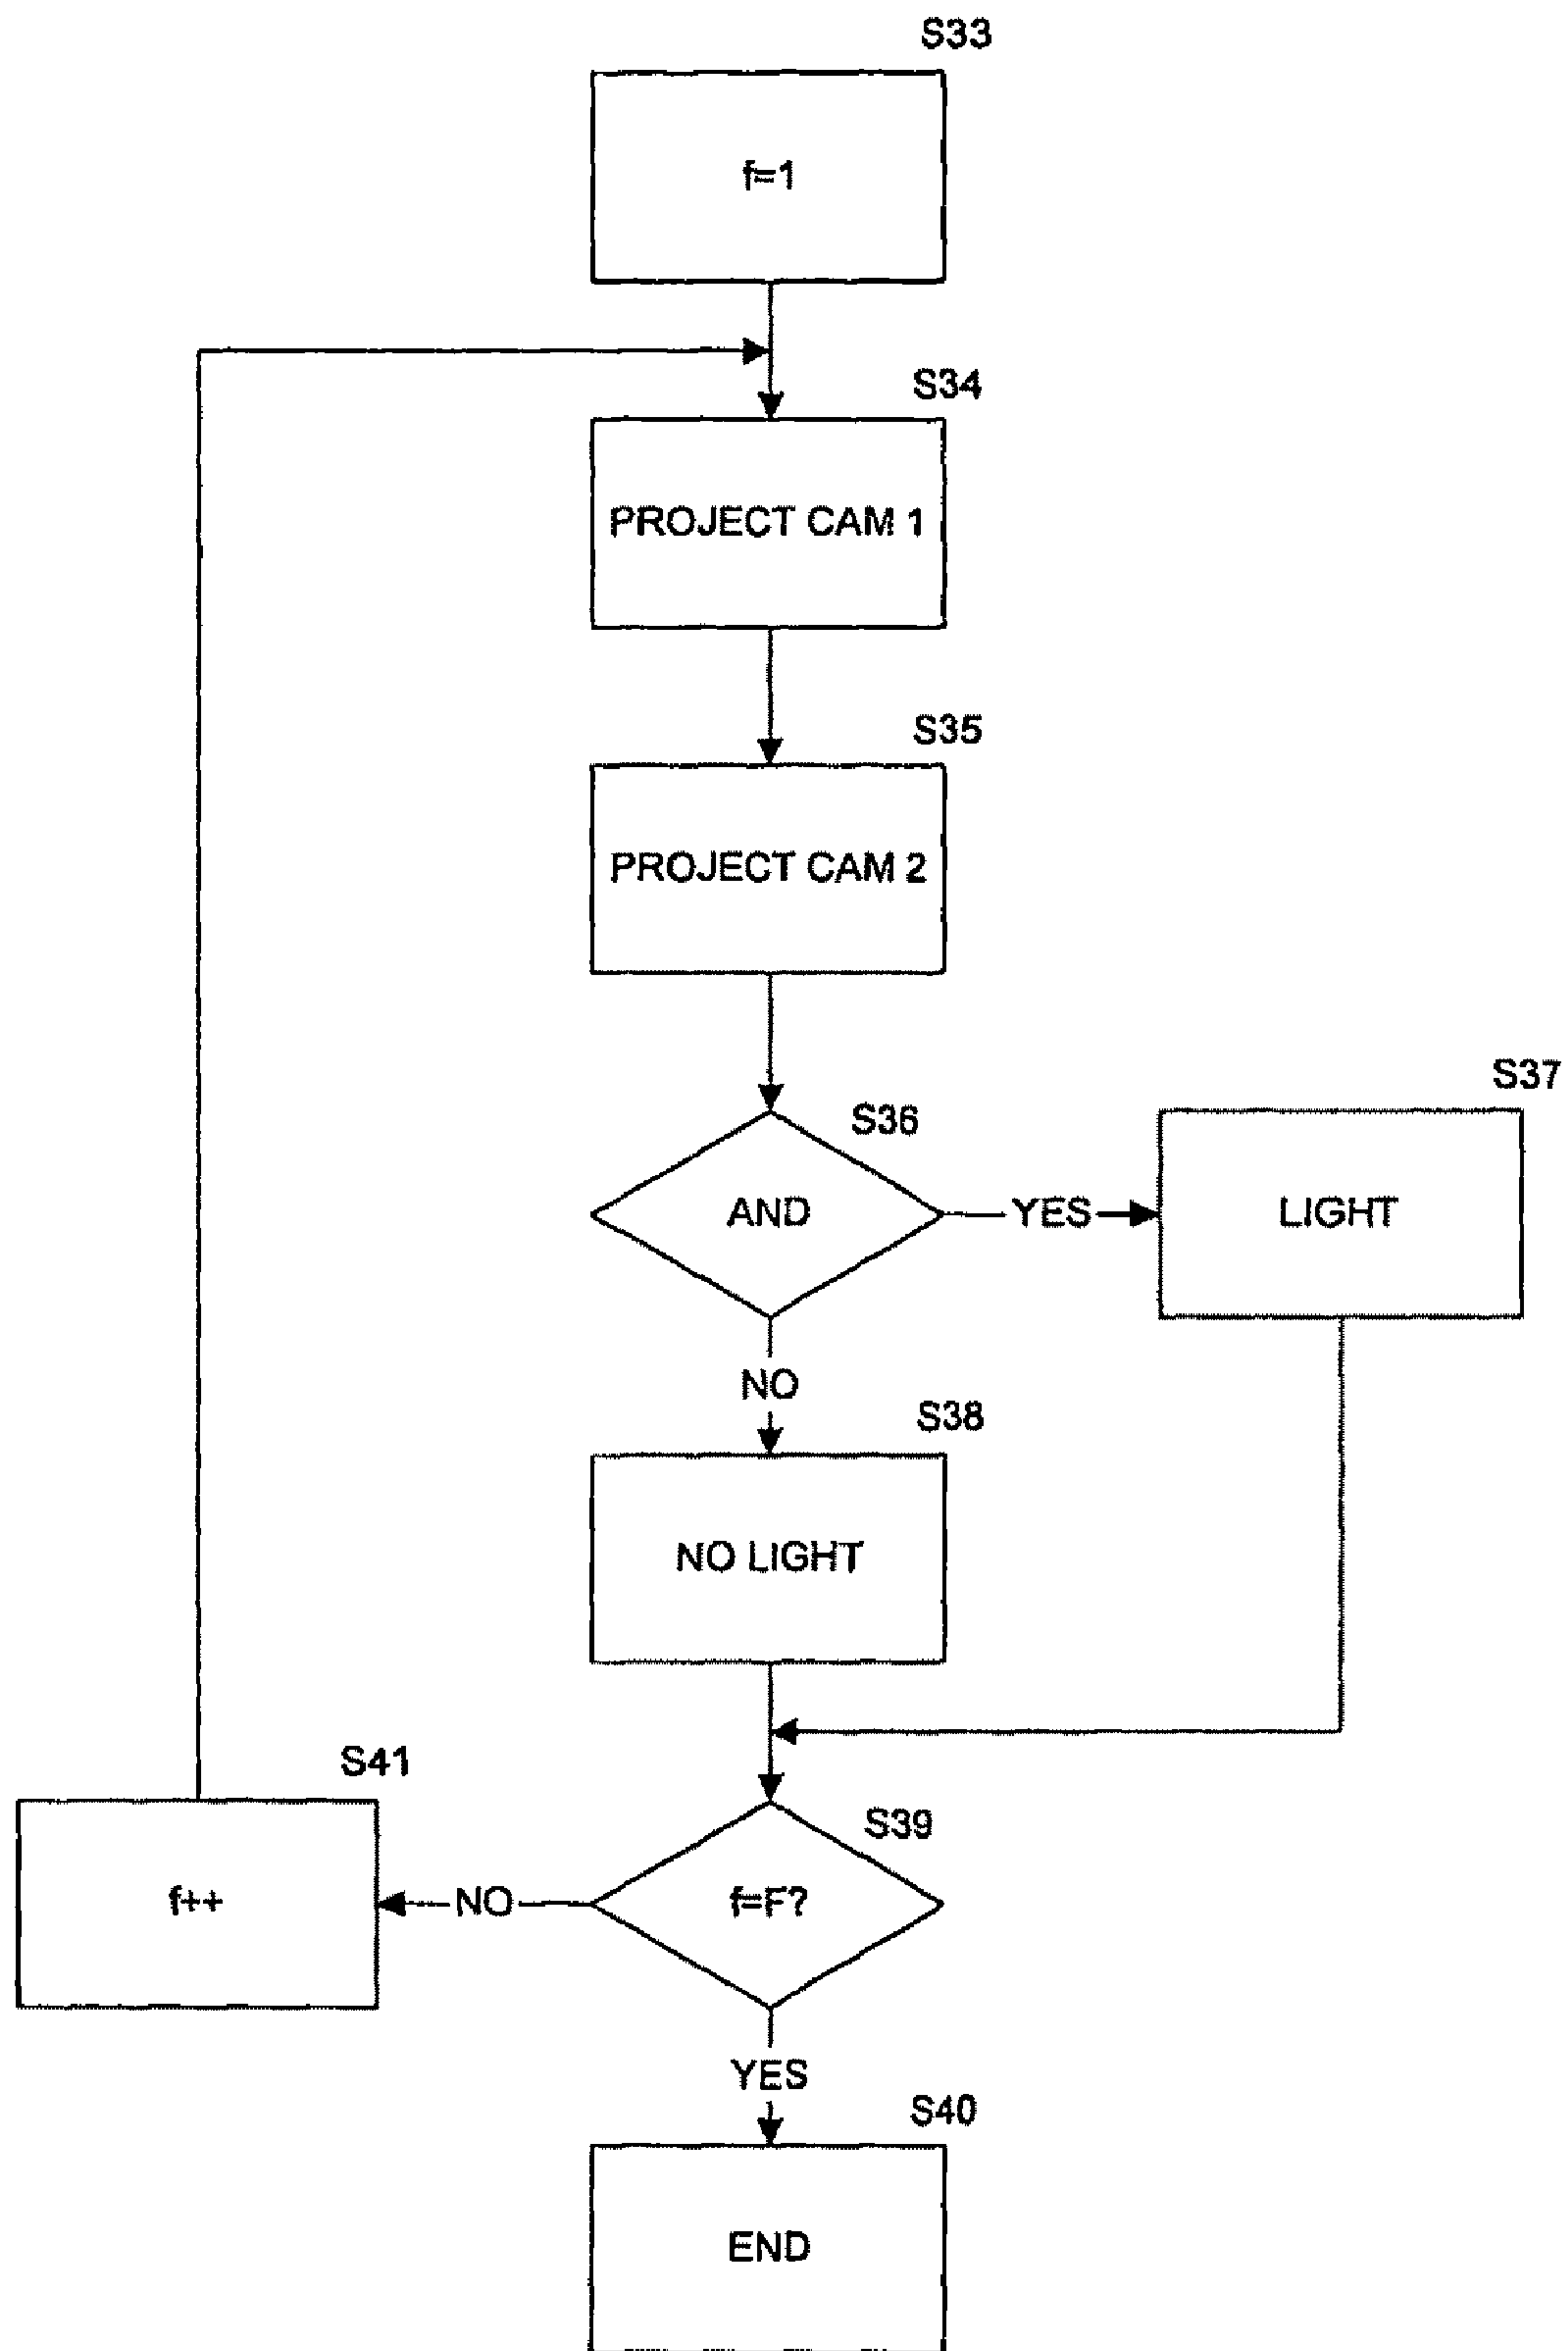 S33
f=1
S34
PROJECT CAM 1
S35
PROJECT CAM 2
S36
AND
YES
S37
LIGHT
NO
S38
NO LIGHT
S41
f++
NO
S39
f=F?
YES
S40
END